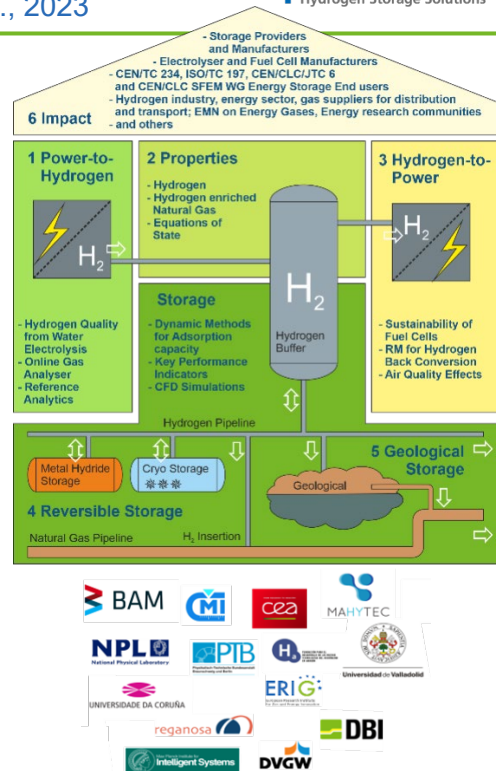 ., 2023
Hydrogen Storage Solutions
- Storage Providers
and Manufacturers
- Electrolyser and Fuel Cell Manufacturers
- CEN/TC 234, ISO/TC 197, CEN/CLC/JTC 6
and CEN/CLC SFEM WG Energy Storage End users
- Hydrogen industry, energy sector, gas suppliers for distribution
and transport; EMN on Energy Gases, Energy research communities
- and others
6 Impact
1 Power-to-
Hydrogen
H2
- Hydrogen Quality
from Water
Electrolysis
- Online Gas
Analyser
- Reference
Analytics
2 Properties
- Hydrogen
- Hydrogen enriched
Natural Gas
- Equations of
State
3 Hydrogen-to-
Power
H2
- Sustainability of
Fuel Cells
- RM for Hydrogen
Back Conversion
- Air Quality Effects
H2
Hydrogen
Buffer
Storage
- Dynamic Methods
for Adsorption
capacity
- Key Performance
Indicators
- CFD Simulations
Hydrogen Pipeline
Metal Hydride
Storage
Cryo Storage
Geological
5 Geological
Storage
4 Reversible Storage
Natural Gas Pipeline
H2 Insertion
BAM
CMI
cea
MAHYTEC
NPL
National Physical Laboratory
PTB
H2
Universidad de Valladolid
UNIVERSIDADE DA CORUÑA
ERIG
reganosa
DBI
Intelligent Systems
DVGW